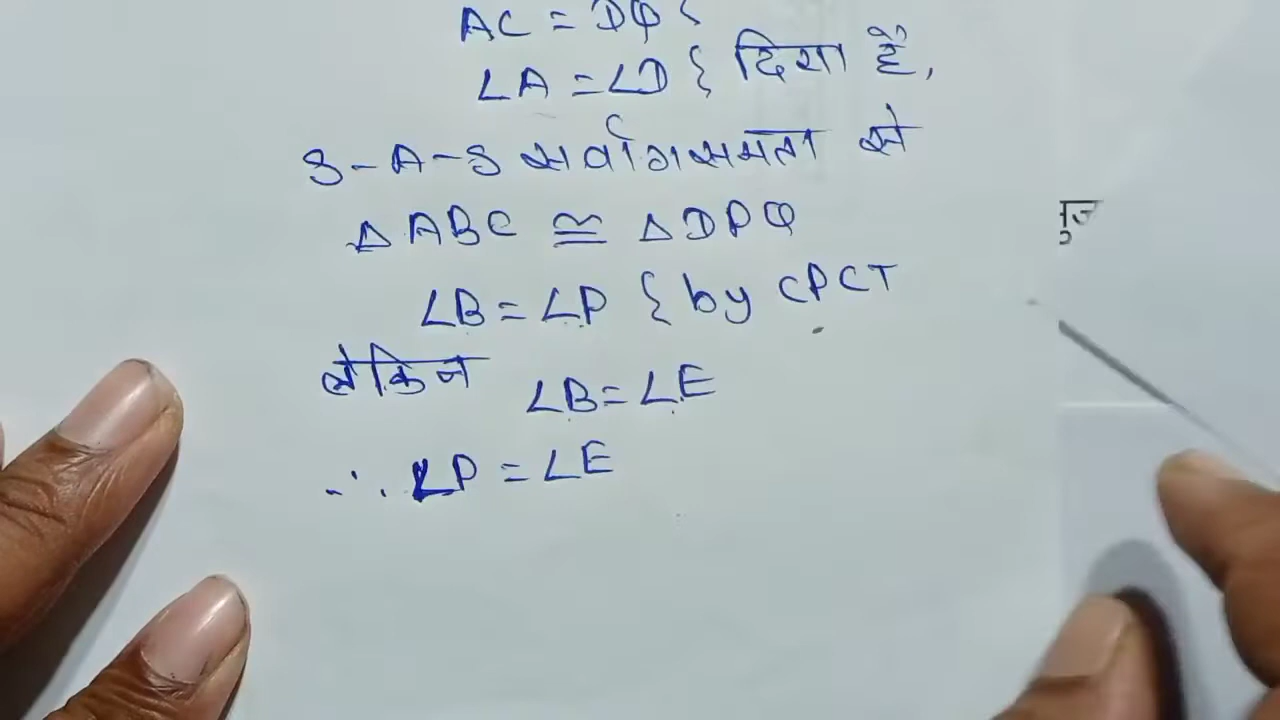 AC = DQ {
∠A = ∠D { दिया है,
S-A-S सर्वांगसमता से
△ABC ≅ △DPQ
∠B = ∠P { by CPCT
लेकिन ∠B = ∠E
∴ ∠P = ∠E